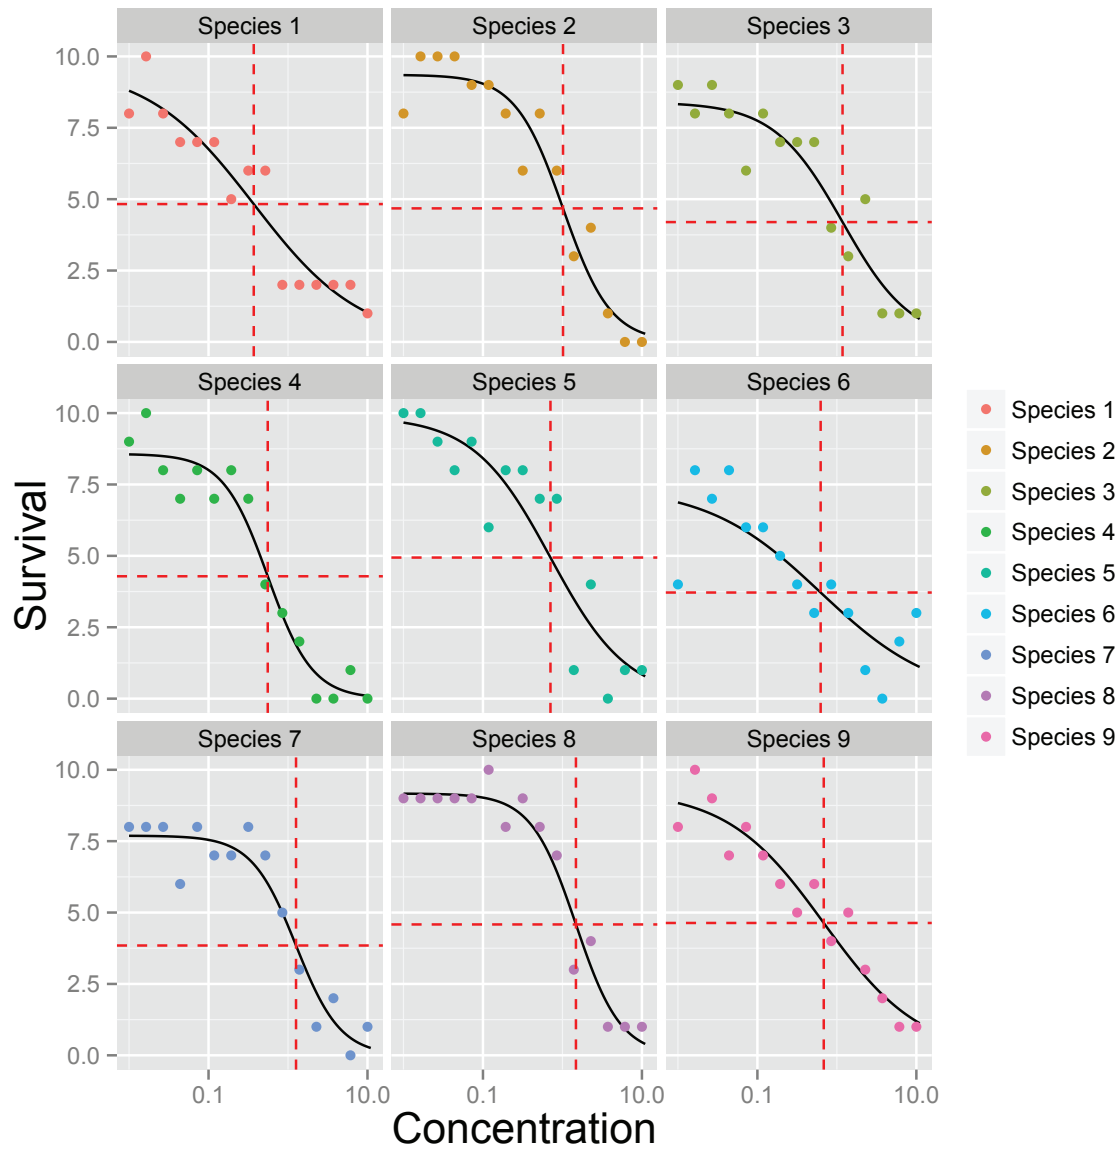 Species 1 Species 2 Species 3
10.0
7.5
5.0
2.5
0.0
Species 4 Species 5 Species 6
10.0
7.5
5.0
2.5
0.0
Species 7 Species 8 Species 9
10.0
7.5
5.0
2.5
0.0
0.1 10.0 0.1 10.0 0.1 10.0
Concentration
Survival
Species 1
Species 2
Species 3
Species 4
Species 5
Species 6
Species 7
Species 8
Species 9